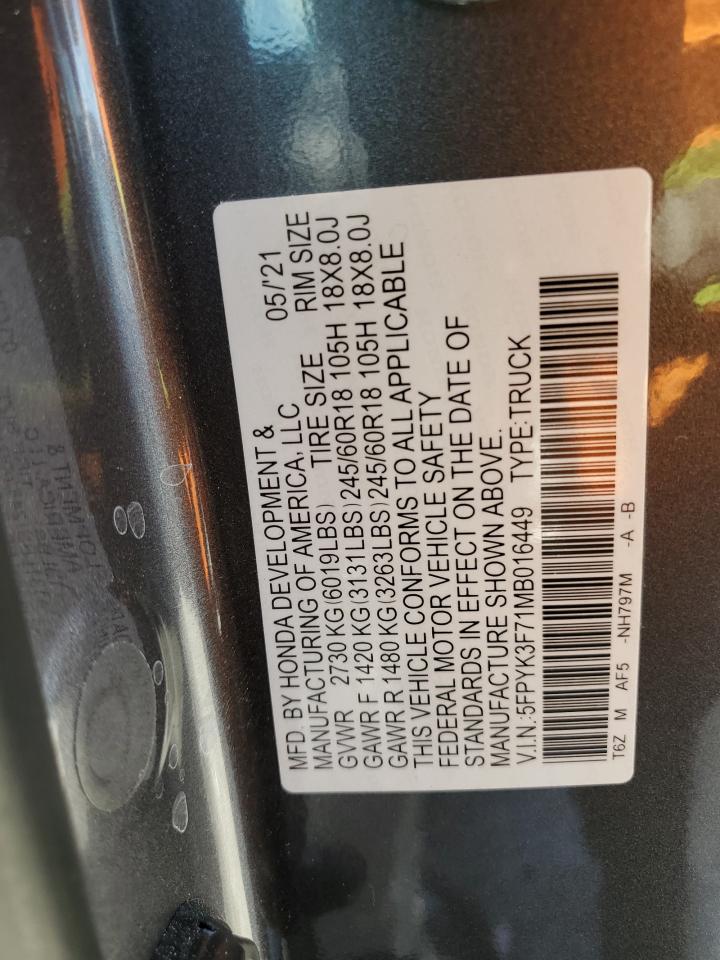 MFD. BY HONDA DEVELOPMENT &
MANUFACTURING OF AMERICA, LLC 05/'21
GVWR 2730 KG (6019LBS) TIRE SIZE RIM SIZE
GAWR F 1420 KG (3131LBS) 245/60R18 105H 18X8.0J
GAWR R 1480 KG (3263LBS) 245/60R18 105H 18X8.0J
THIS VEHICLE CONFORMS TO ALL APPLICABLE
FEDERAL MOTOR VEHICLE SAFETY
STANDARDS IN EFFECT ON THE DATE OF
MANUFACTURE SHOWN ABOVE.
V.I.N.:5FPYK3F71MB016449 TYPE:TRUCK
T6Z M AF5 -NH797M -A -B